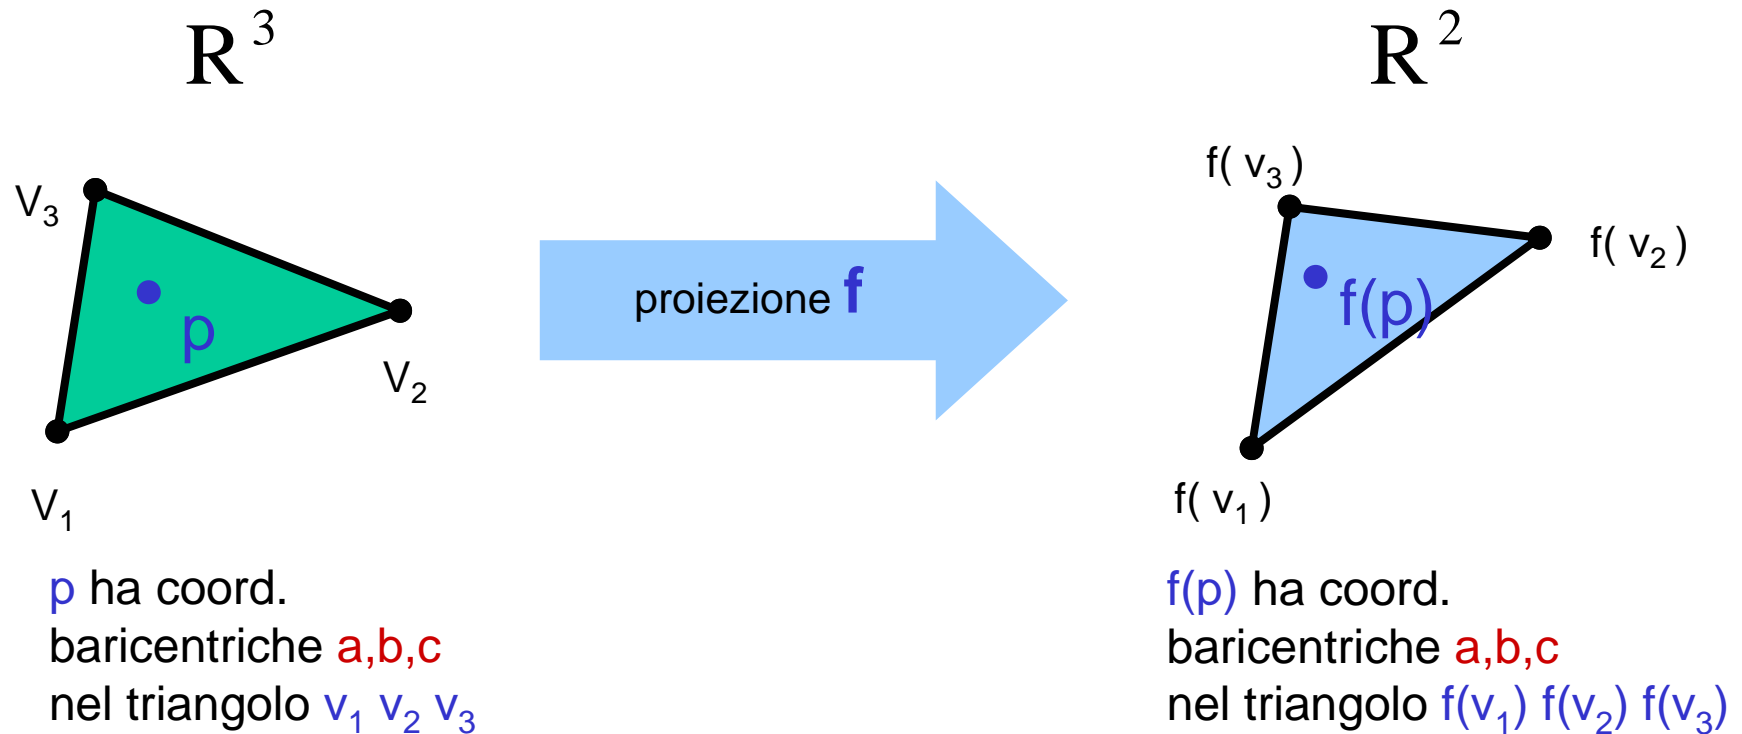 R³
R²
V₃
p
V₂
V₁
proiezione f
f( v₃ )
f( v₂ )
f(p)
f( v₁ )
p ha coord.
baricentriche a,b,c
nel triangolo v₁ v₂ v₃
f(p) ha coord.
baricentriche a,b,c
nel triangolo f(v₁) f(v₂) f(v₃)